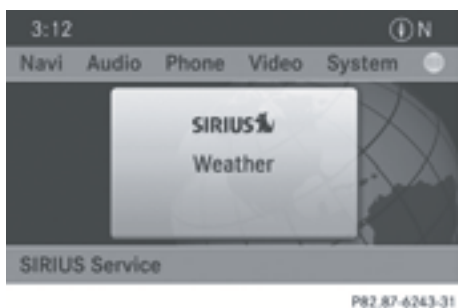 3:12 N
Navi Audio Phone Video System
SIRIUS
Weather
SIRIUS Service
P82.87-6243-31